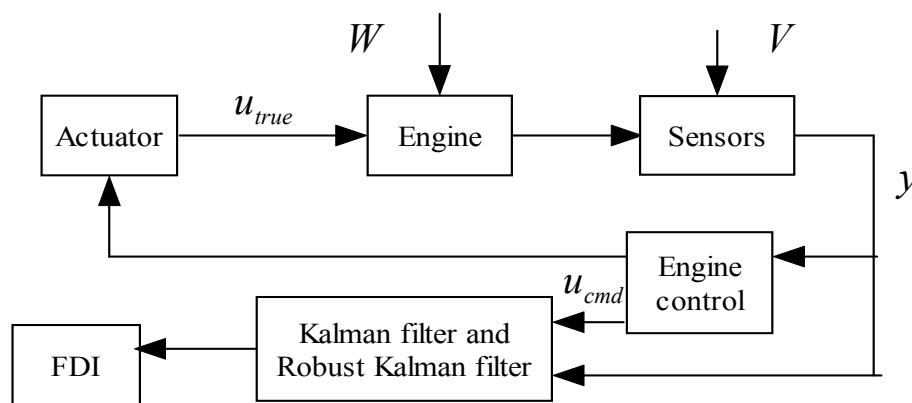 W
V
u_true
Actuator
Engine
Sensors
y
Engine
control
u_cmd
Kalman filter and
Robust Kalman filter
FDI